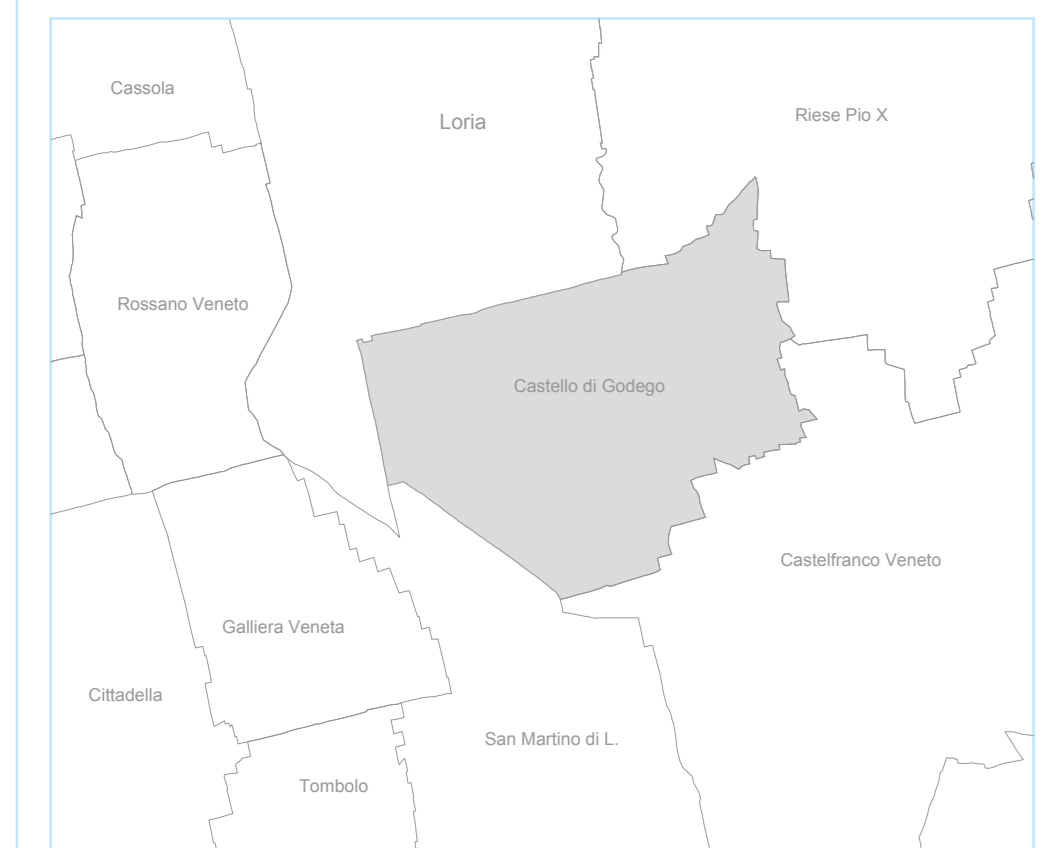 Cassola
Loria
Riese Pio X
Rossano Veneto
Castello di Godego
Castelfranco Veneto
Galliera Veneta
Cittadella
San Martino di L.
Tombolo